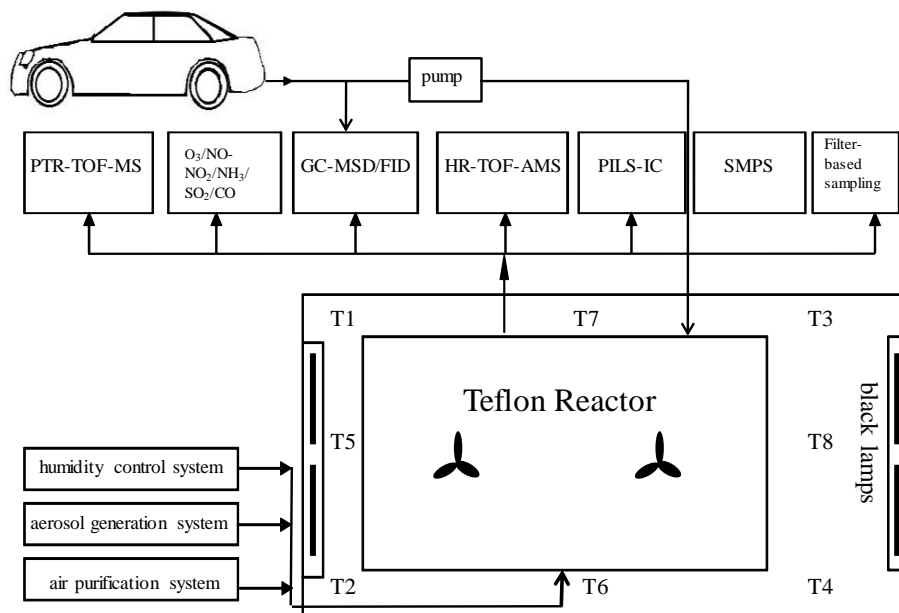 pump
PTR-TOF-MS
O3/NO-
NO2/NH3/
SO2/CO
GC-MSD/FID
HR-TOF-AMS
PILS-IC
SMPS
Filter-
based
sampling
T1
T7
T3
Teflon Reactor
T5
T8
black lamps
humidity control system
aerosol generation system
air purification system
T2
T6
T4